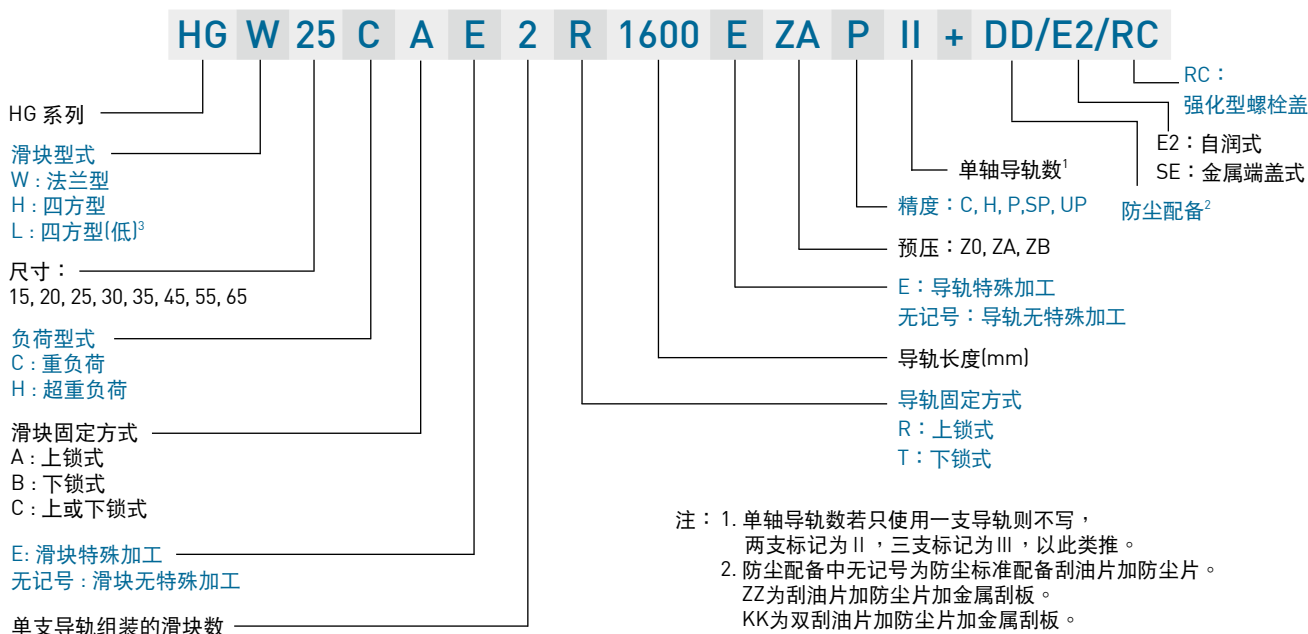 HG W 25 C A E 2 R 1600 E ZA P II + DD/E2/RC
HG 系列
滑块型式
W : 法兰型
H : 四方型
L : 四方型(低)3
尺寸：
15, 20, 25, 30, 35, 45, 55, 65
负荷型式
C : 重负荷
H : 超重负荷
滑块固定方式
A : 上锁式
B : 下锁式
C : 上或下锁式
E: 滑块特殊加工
无记号 : 滑块无特殊加工
单支导轨组装的滑块数
RC：
强化型螺栓盖
E2：自润式
SE：金属端盖式
防尘配备2
单轴导轨数1
精度：C, H, P,SP, UP
预压：Z0, ZA, ZB
E：导轨特殊加工
无记号：导轨无特殊加工
导轨长度(mm)
导轨固定方式
R：上锁式
T：下锁式
注：1. 单轴导轨数若只使用一支导轨则不写，
两支标记为 II ，三支标记为III，以此类推。
2. 防尘配备中无记号为防尘标准配备刮油片加防尘片。
ZZ为刮油片加防尘片加金属刮板。
KK为双刮油片加防尘片加金属刮板。